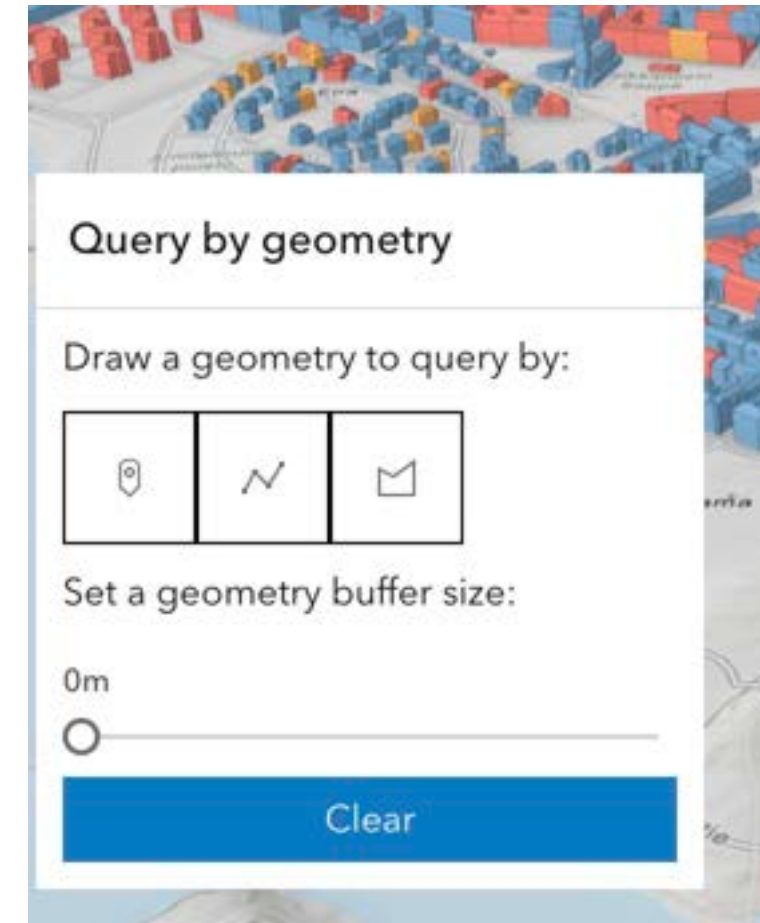 Query by geometry
Draw a geometry to query by:
Set a geometry buffer size:
0m
Clear